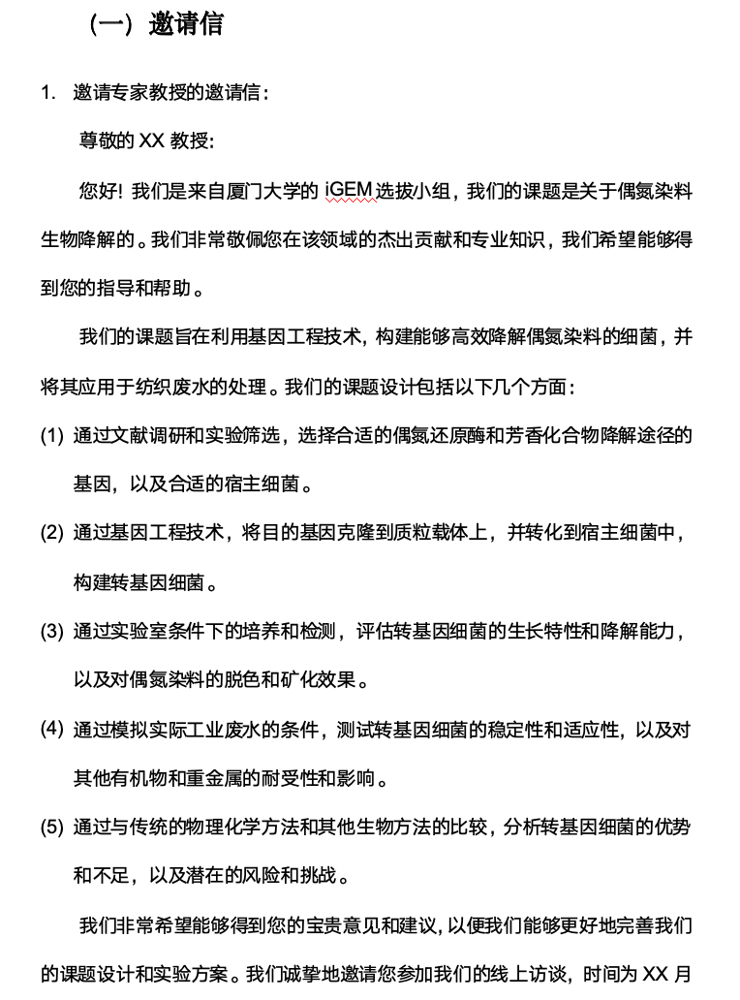 （一）邀请信
1. 邀请专家教授的邀请信：
尊敬的 XX 教授：
您好！我们是来自厦门大学的 iGEM 选拔小组，我们的课题是关于偶氮染料
生物降解的。我们非常敬佩您在该领域的杰出贡献和专业知识，我们希望能够得
到您的指导和帮助。
我们的课题旨在利用基因工程技术，构建能够高效降解偶氮染料的细菌，并
将其应用于纺织废水的处理。我们的课题设计包括以下几个方面：
(1) 通过文献调研和实验筛选，选择合适的偶氮还原酶和芳香化合物降解途径的
基因，以及合适的宿主细菌。
(2) 通过基因工程技术，将目的基因克隆到质粒载体上，并转化到宿主细菌中，
构建转基因细菌。
(3) 通过实验室条件下的培养和检测，评估转基因细菌的生长特性和降解能力，
以及对偶氮染料的脱色和矿化效果。
(4) 通过模拟实际工业废水的条件，测试转基因细菌的稳定性和适应性，以及对
其他有机物和重金属的耐受性和影响。
(5) 通过与传统的物理化学方法和其他生物方法的比较，分析转基因细菌的优势
和不足，以及潜在的风险和挑战。
我们非常希望能够得到您的宝贵意见和建议，以便我们能够更好地完善我们
的课题设计和实验方案。我们诚挚地邀请您参加我们的线上访谈，时间为 XX 月